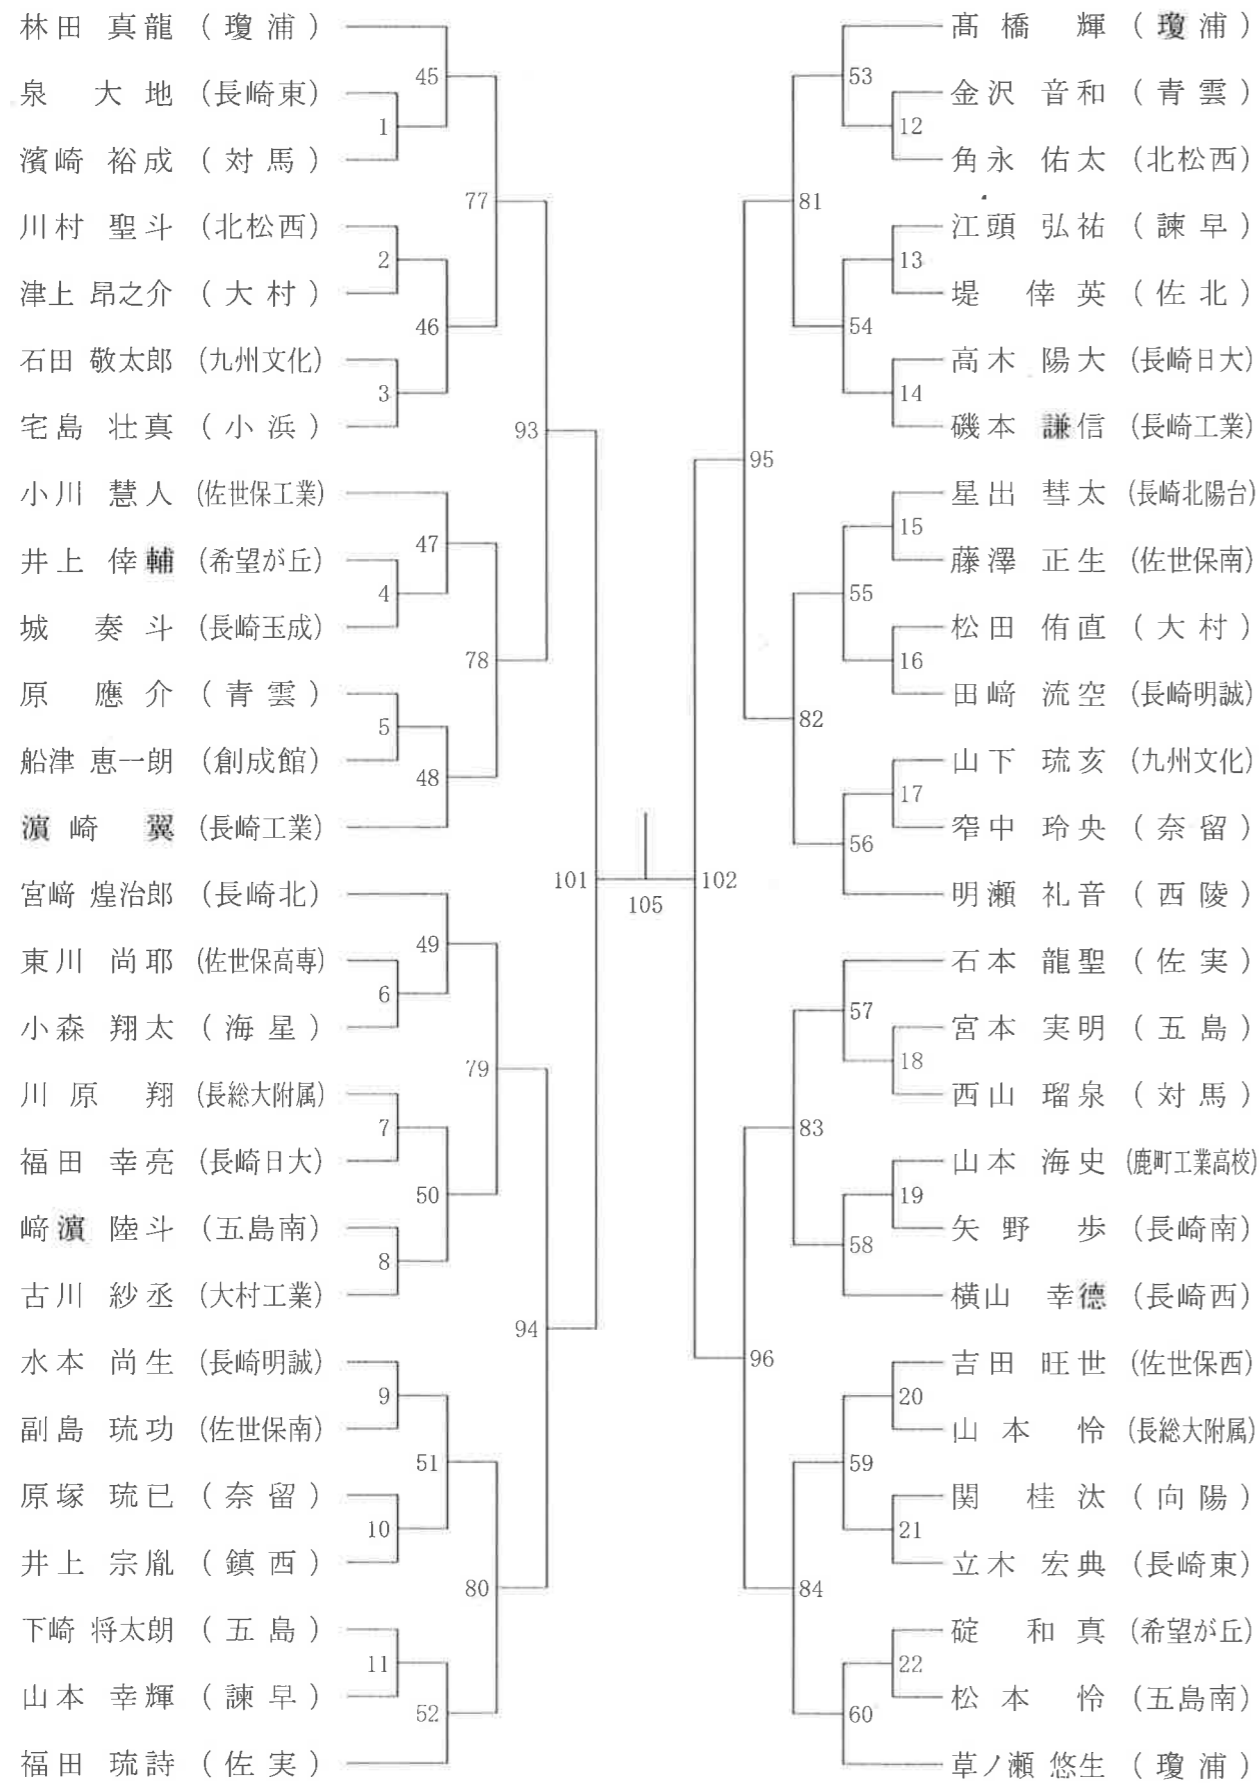 林田 真龍 (瓊浦)
泉 大地 (長崎東)
濱崎 裕成 (対馬)
川村 聖斗 (北松西)
津上 昂之介 (大村)
石田 敬太郎 (九州文化)
宅島 壮真 (小浜)
小川 慧人 (佐世保工業)
井上 倖輔 (希望が丘)
城 奏斗 (長崎玉成)
原 應介 (青雲)
船津 恵一朗 (創成館)
濵崎 翼 (長崎工業)
宮﨑 煌治郎 (長崎北)
東川 尚耶 (佐世保高専)
小森 翔太 (海星)
川原 翔 (長総大附属)
福田 幸亮 (長崎日大)
﨑濵 陸斗 (五島南)
古川 紗丞 (大村工業)
水本 尚生 (長崎明誠)
副島 琉功 (佐世保南)
原塚 琉已 (奈留)
井上 宗胤 (鎮西)
下崎 将太朗 (五島)
山本 幸輝 (諫早)
福田 琉詩 (佐実)
1
2
3
4
5
6
7
8
9
10
11
45
46
47
48
49
50
51
52
77
78
79
80
93
94
101
105
102
95
96
81
82
83
84
53
54
55
56
57
58
59
60
12
13
14
15
16
17
18
19
20
21
22
髙橋 輝 (瓊浦)
金沢 音和 (青雲)
角永 佑太 (北松西)
江頭 弘祐 (諫早)
堤 倖英 (佐北)
高木 陽大 (長崎日大)
磯本 謙信 (長崎工業)
星出 彗太 (長崎北陽台)
藤澤 正生 (佐世保南)
松田 侑直 (大村)
田﨑 流空 (長崎明誠)
山下 琉亥 (九州文化)
窄中 玲央 (奈留)
明瀬 礼音 (西陵)
石本 龍聖 (佐実)
宮本 実明 (五島)
西山 瑠泉 (対馬)
山本 海史 (鹿町工業高校)
矢野 歩 (長崎南)
横山 幸德 (長崎西)
吉田 旺世 (佐世保西)
山本 怜 (長総大附属)
関 桂汰 (向陽)
立木 宏典 (長崎東)
碇 和真 (希望が丘)
松本 怜 (五島南)
草ノ瀬 悠生 (瓊浦)